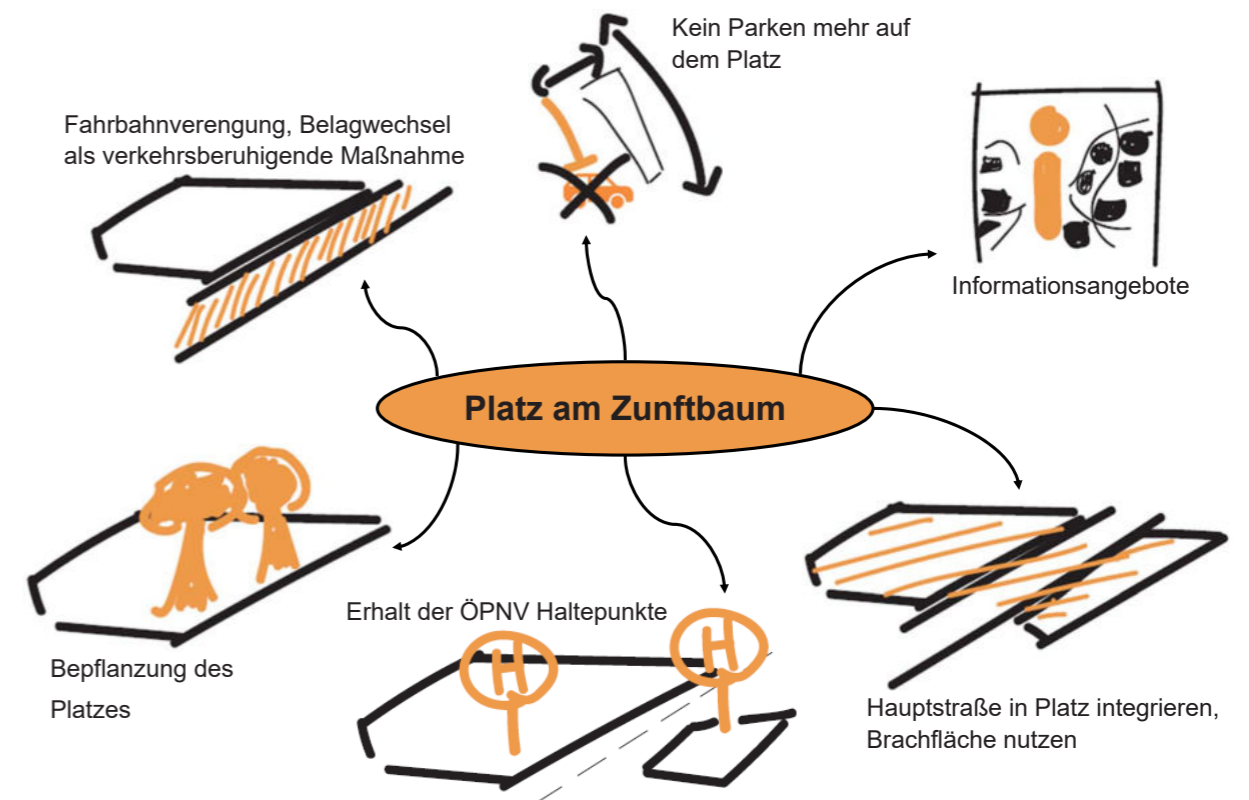 Kein Parken mehr auf
dem Platz
Fahrbahnverengung, Belagwechsel
als verkehrsberuhigende Maßnahme
Informationsangebote
Platz am Zunftbaum
Erhalt der ÖPNV Haltepunkte
H
H
Bepflanzung des
Platzes
Hauptstraße in Platz integrieren,
Brachfläche nutzen